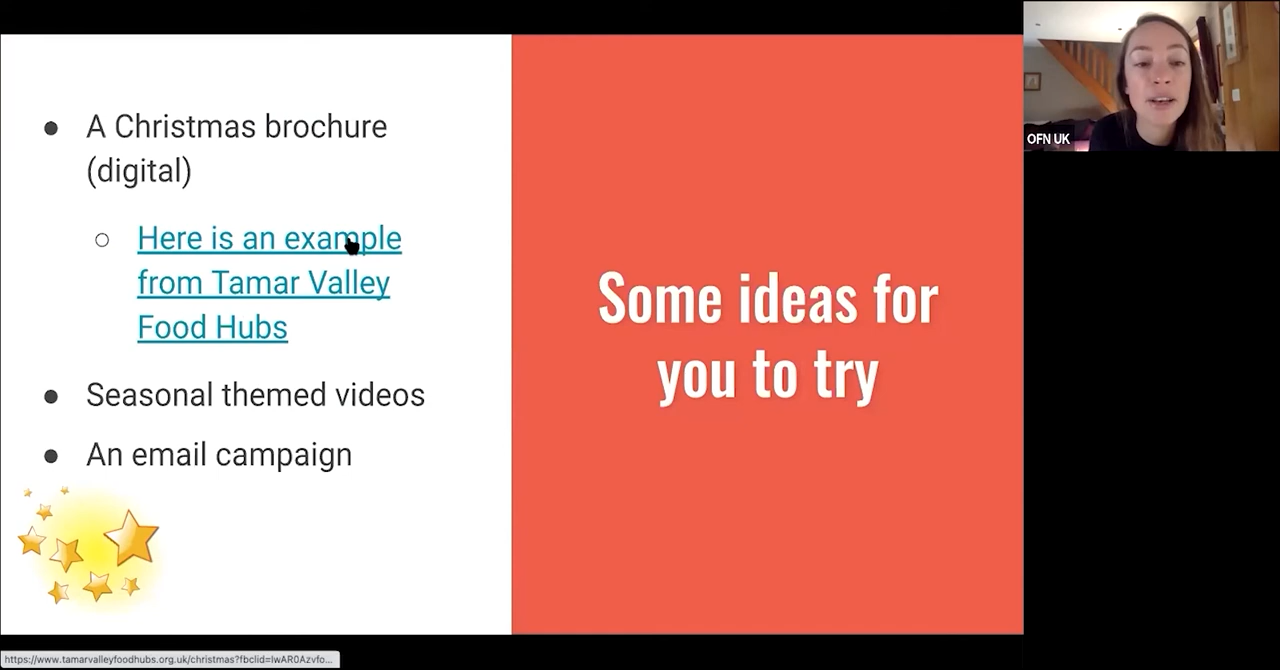 ● A Christmas brochure
(digital)
○ Here is an example
from Tamar Valley
Food Hubs
● Seasonal themed videos
● An email campaign
Some ideas for
you to try
OFN UK
https://www.tamarvalleyfoodhubs.org.uk/christmas?fbclid=IwAR0Azvfo...